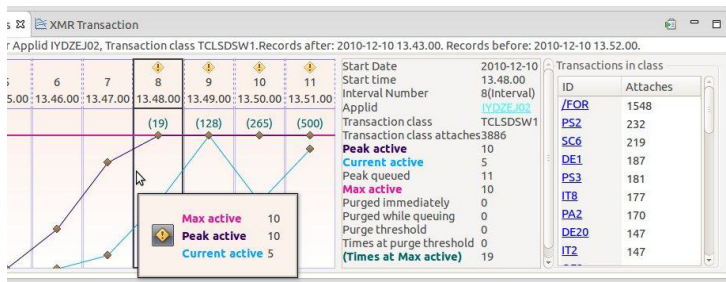 s XMR Transaction
r Applid IYDZEJ02, Transaction class TCLSDSW1.Records after: 2010-12-10 13.43.00. Records before: 2010-12-10 13.52.00.
6 7 8 9 10 11
5.00 13.46.00 13.47.00 13.48.00 13.49.00 13.50.00 13.51.00
(19) (128) (265) (500)
Max active 10
Peak active 10
Current active 5
Start Date 2010-12-10
Start time 13.48.00
Interval Number 8(Interval)
Applid IYDZEJ02
Transaction class TCLSDSW1
Transaction class attaches3886
Peak active 10
Current active 5
Peak queued 11
Max active 10
Purged immediately 0
Purged while queuing 0
Purge threshold 0
Times at purge threshold 0
(Times at Max active) 19
Transactions in class
ID Attaches
/FOR 1548
PS2 232
SC6 219
DE1 187
PS3 181
IT8 177
PA2 170
DE20 147
IT2 147